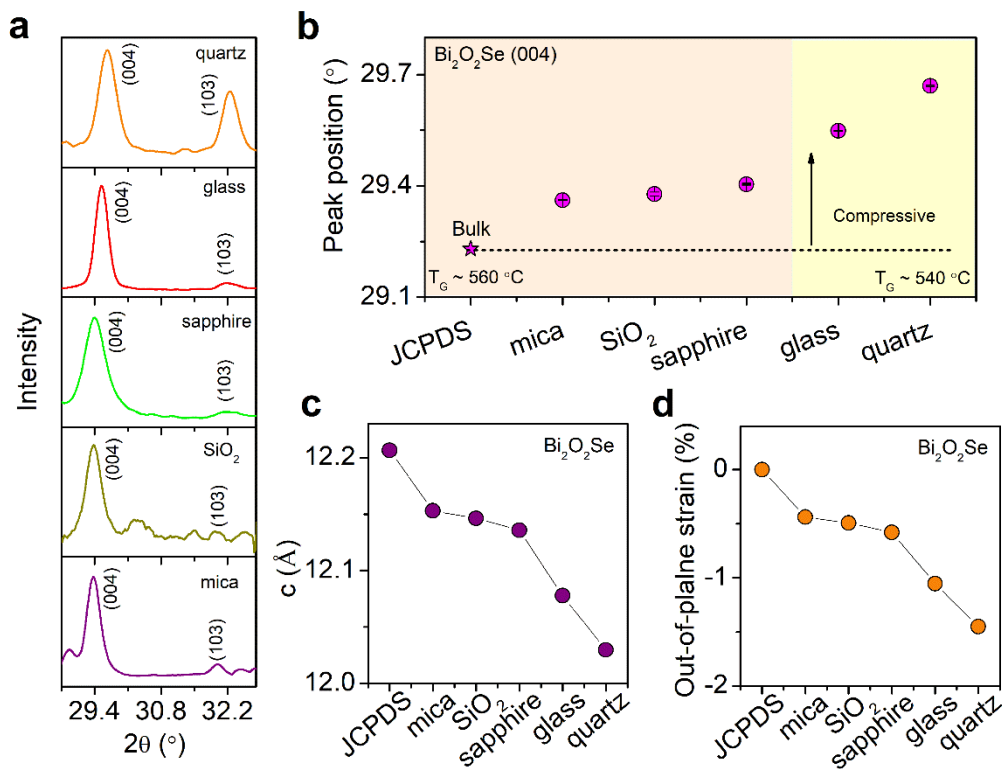 a
quartz
(004)
(103)
glass
(004)
(103)
sapphire
(004)
(103)
SiO₂
(004)
(103)
mica
(004)
(103)
Intensity
29.4 30.8 32.2
2θ (°)
b
Bi₂O₂Se (004)
Peak position (°)
29.7
29.4
29.1
Bulk
Compressive
T_G ~ 560 °C
T_G ~ 540 °C
JCPDS mica SiO₂ sapphire glass quartz
c
Bi₂O₂Se
c (Å)
12.2
12.1
12.0
JCPDS mica SiO₂ sapphire glass quartz
d
Bi₂O₂Se
Out-of-plalne strain (%)
0
−1
−2
JCPDS mica SiO₂ sapphire glass quartz